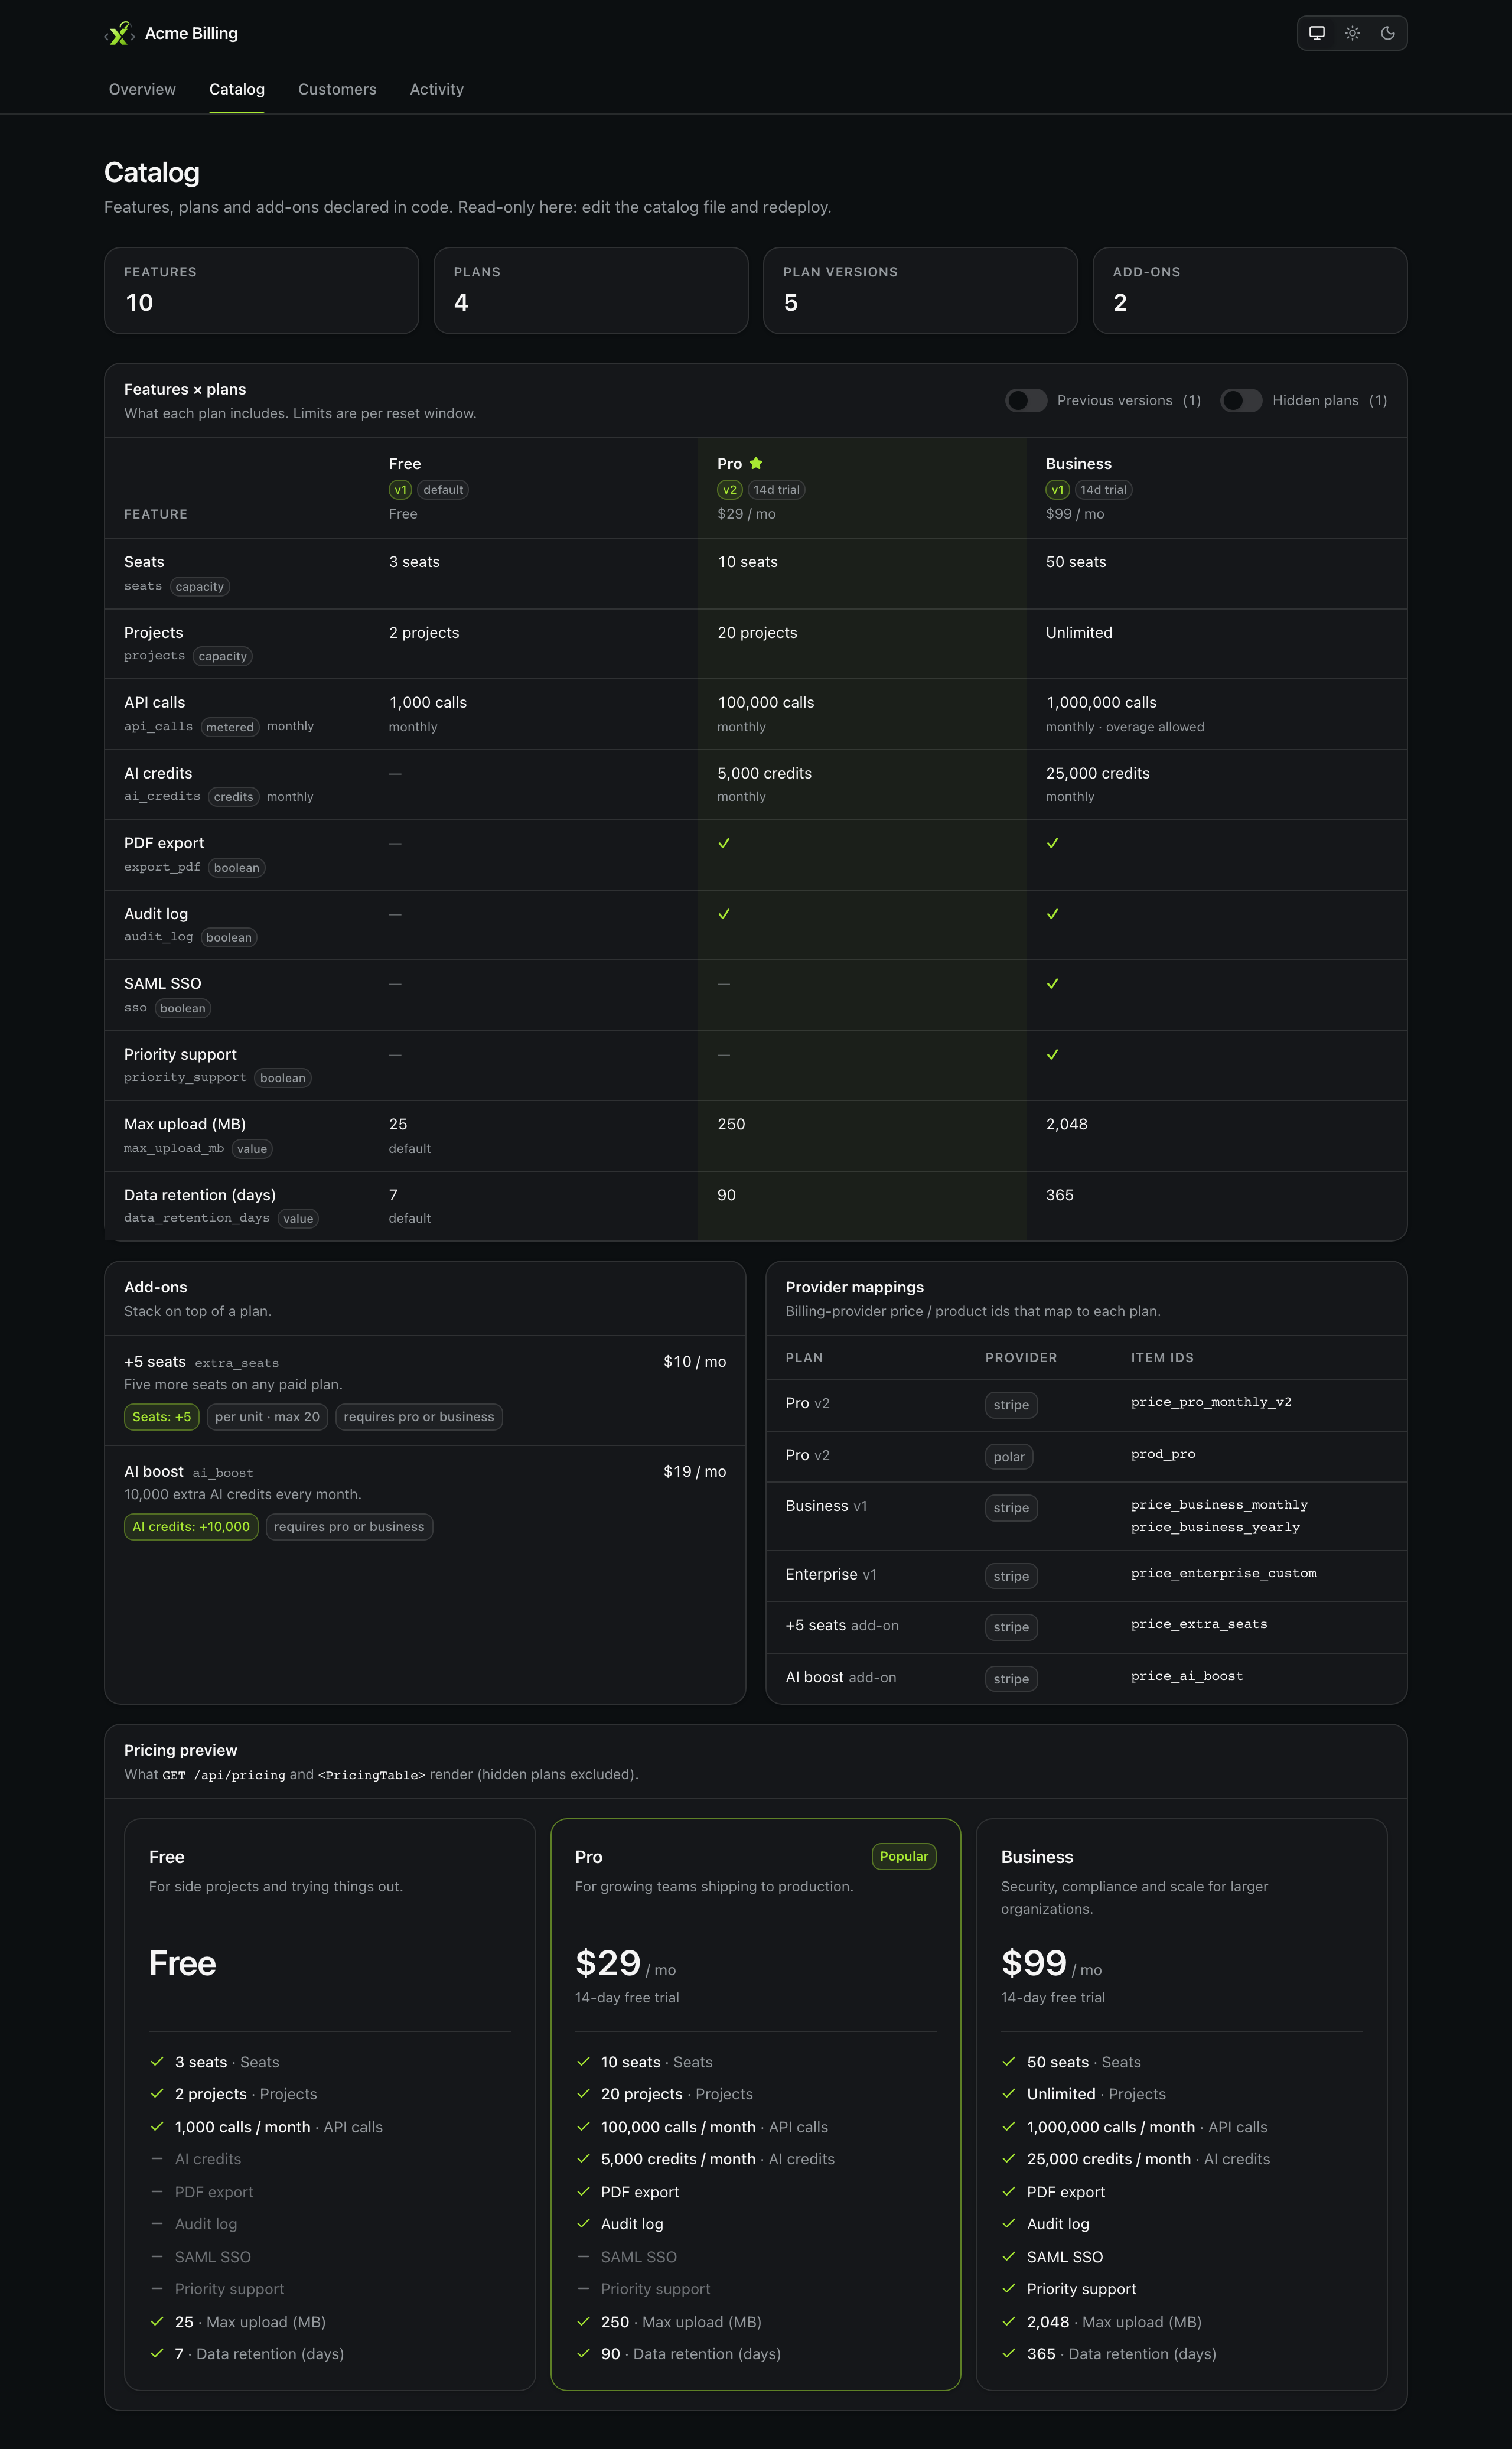 Acme Billing
Overview Catalog Customers Activity
Catalog
Features, plans and add-ons declared in code. Read-only here: edit the catalog file and redeploy.
FEATURES PLANS PLAN VERSIONS ADD-ONS
10 4 5 2
Features × plans
What each plan includes. Limits are per reset window.
Previous versions (1) Hidden plans (1)
Free Pro Business
v1 default v2 14d trial v1 14d trial
FEATURE Free $29 / mo $99 / mo
Seats 3 seats 10 seats 50 seats
seats capacity
Projects 2 projects 20 projects Unlimited
projects capacity
API calls 1,000 calls 100,000 calls 1,000,000 calls
api_calls metered monthly monthly monthly monthly · overage allowed
AI credits — 5,000 credits 25,000 credits
ai_credits credits monthly monthly monthly
PDF export — ✓ ✓
export_pdf boolean
Audit log — ✓ ✓
audit_log boolean
SAML SSO — — ✓
sso boolean
Priority support — — ✓
priority_support boolean
Max upload (MB) 25 250 2,048
max_upload_mb value default
Data retention (days) 7 90 365
data_retention_days value default
Add-ons
Stack on top of a plan.
+5 seats extra_seats $10 / mo
Five more seats on any paid plan.
Seats: +5 per unit · max 20 requires pro or business
AI boost ai_boost $19 / mo
10,000 extra AI credits every month.
AI credits: +10,000 requires pro or business
Provider mappings
Billing-provider price / product ids that map to each plan.
PLAN PROVIDER ITEM IDS
Pro v2 stripe price_pro_monthly_v2
Pro v2 polar prod_pro
Business v1 stripe price_business_monthly
price_business_yearly
Enterprise v1 stripe price_enterprise_custom
+5 seats add-on stripe price_extra_seats
AI boost add-on stripe price_ai_boost
Pricing preview
What GET /api/pricing and <PricingTable> render (hidden plans excluded).
Free
For side projects and trying things out.
Free
✓ 3 seats · Seats
✓ 2 projects · Projects
✓ 1,000 calls / month · API calls
— AI credits
— PDF export
— Audit log
— SAML SSO
— Priority support
✓ 25 · Max upload (MB)
✓ 7 · Data retention (days)
Pro Popular
For growing teams shipping to production.
$29 / mo
14-day free trial
✓ 10 seats · Seats
✓ 20 projects · Projects
✓ 100,000 calls / month · API calls
✓ 5,000 credits / month · AI credits
✓ PDF export
✓ Audit log
— SAML SSO
— Priority support
✓ 250 · Max upload (MB)
✓ 90 · Data retention (days)
Business
Security, compliance and scale for larger
organizations.
$99 / mo
14-day free trial
✓ 50 seats · Seats
✓ Unlimited · Projects
✓ 1,000,000 calls / month · API calls
✓ 25,000 credits / month · AI credits
✓ PDF export
✓ Audit log
✓ SAML SSO
✓ Priority support
✓ 2,048 · Max upload (MB)
✓ 365 · Data retention (days)